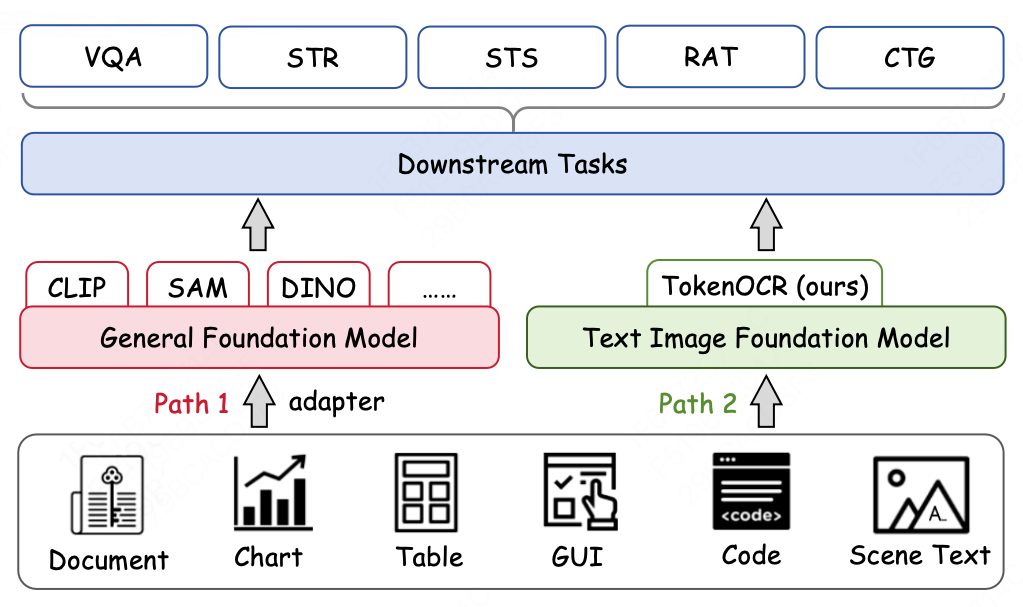 VQA STR STS RAT CTG
Downstream Tasks
CLIP SAM DINO ...... TokenOCR (ours)
General Foundation Model Text Image Foundation Model
Path 1 adapter Path 2
<code> A_
Document Chart Table GUI Code Scene Text